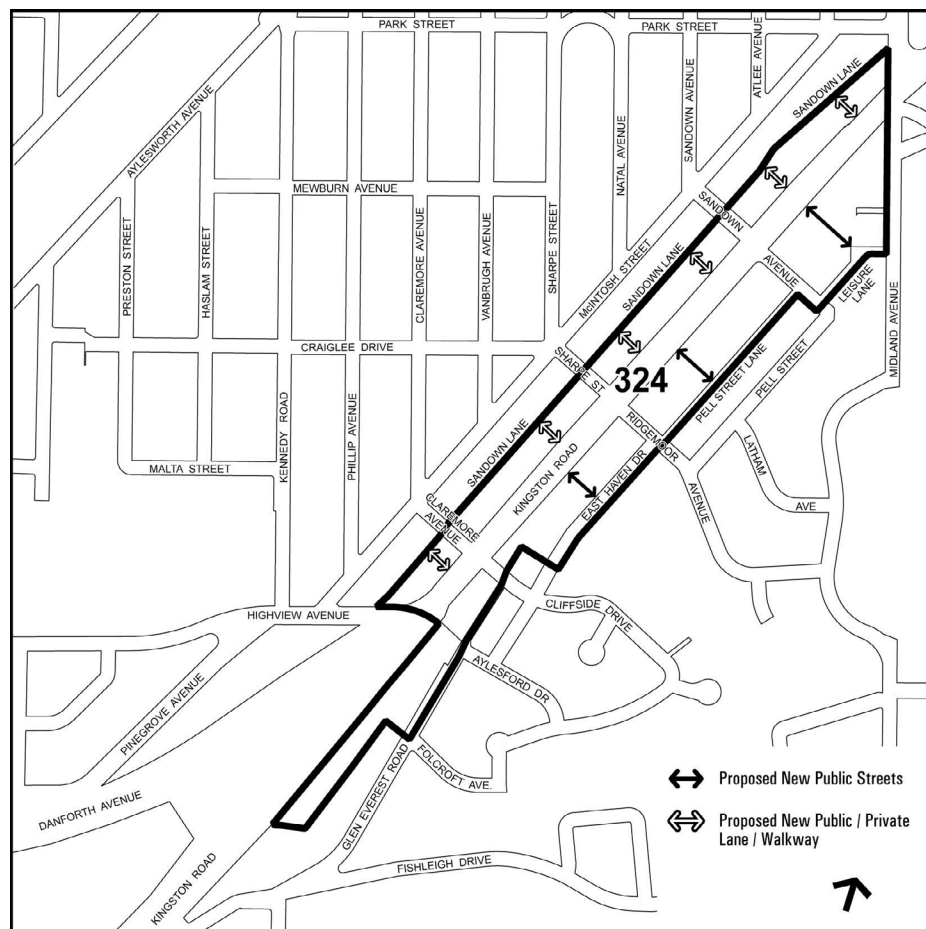 PARK STREET
PARK STREET
AYLESWORTH AVENUE
ATLEE AVENUE
SANDOWN LANE
SANDOWN AVENUE
NATAL AVENUE
MEWBURN AVENUE
PRESTON STREET
HASLAM STREET
CLAREMORE AVENUE
VANBRUGH AVENUE
SHARPE STREET
SANDOWN
AVENUE
McINTOSH STREET
SANDOWN LANE
LEISURE
LANE
MIDLAND AVENUE
CRAIGLEE DRIVE
SHARPE ST.
324
PELL STREET LANE
PELL STREET
KENNEDY ROAD
PHILLIP AVENUE
MALTA STREET
SANDOWN LANE
KINGSTON ROAD
RIDGEMOOR
AVENUE
LATHAM
AVE
EAST HAVEN DR
CLAREMORE
AVENUE
HIGHVIEW AVENUE
CLIFFSIDE DRIVE
AYLESFORD DR
PINEGROVE AVENUE
FOLCROFT AVE.
GLEN EVEREST ROAD
DANFORTH AVENUE
KINGSTON ROAD
FISHLEIGH DRIVE
Proposed New Public Streets
Proposed New Public / Private
Lane / Walkway